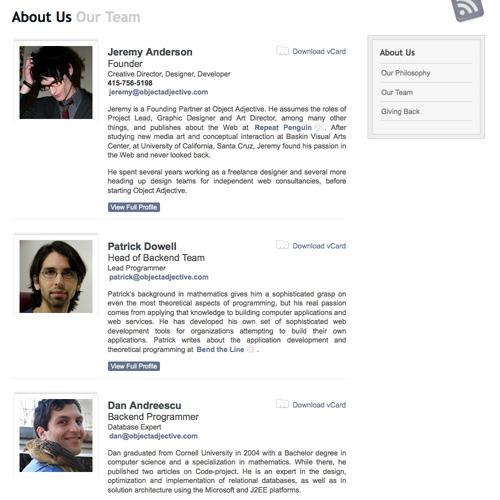 About Us Our Team
Jeremy Anderson
Download vCard
Founder
Creative Director, Designer, Developer
415-756-5198
jeremy@objectadjective.com
Jeremy is a Founding Partner at Object Adjective. He assumes the roles of
Project Lead, Graphic Designer and Art Director, among many other
things, and publishes about the Web at Repeat Penguin . After
studying new media art and conceptual interaction at Baskin Visual Arts
Center, at University of California, Santa Cruz, Jeremy found his passion in
the Web and never looked back.
He spent several years working as a freelance designer and several more
heading up design teams for independent web consultancies, before
starting Object Adjective.
View Full Profile
Patrick Dowell
Download vCard
Head of Backend Team
Lead Programmer
patrick@objectadjective.com
Patrick's background in mathematics gives him a sophisticated grasp on
even the most theoretical aspects of programming, but his real passion
comes from applying that knowledge to building computer applications and
web services. He has developed his own set of sophisticated web
development tools for organizations attempting to build their own
applications. Patrick writes about the application development and
theoretical programming at Bend the Line .
View Full Profile
Dan Andreescu
Download vCard
Backend Programmer
Database Expert
dan@objectadjective.com
Dan graduated from Cornell University in 2004 with a Bachelor degree in
computer science and a specialization in mathematics. While there, he
published two articles on Code-project. He is an expert in the design,
optimization and implementation of relational databases, as well as in
solution architecture using the Microsoft and J2EE platforms.
About Us
Our Philosophy
Our Team
Giving Back